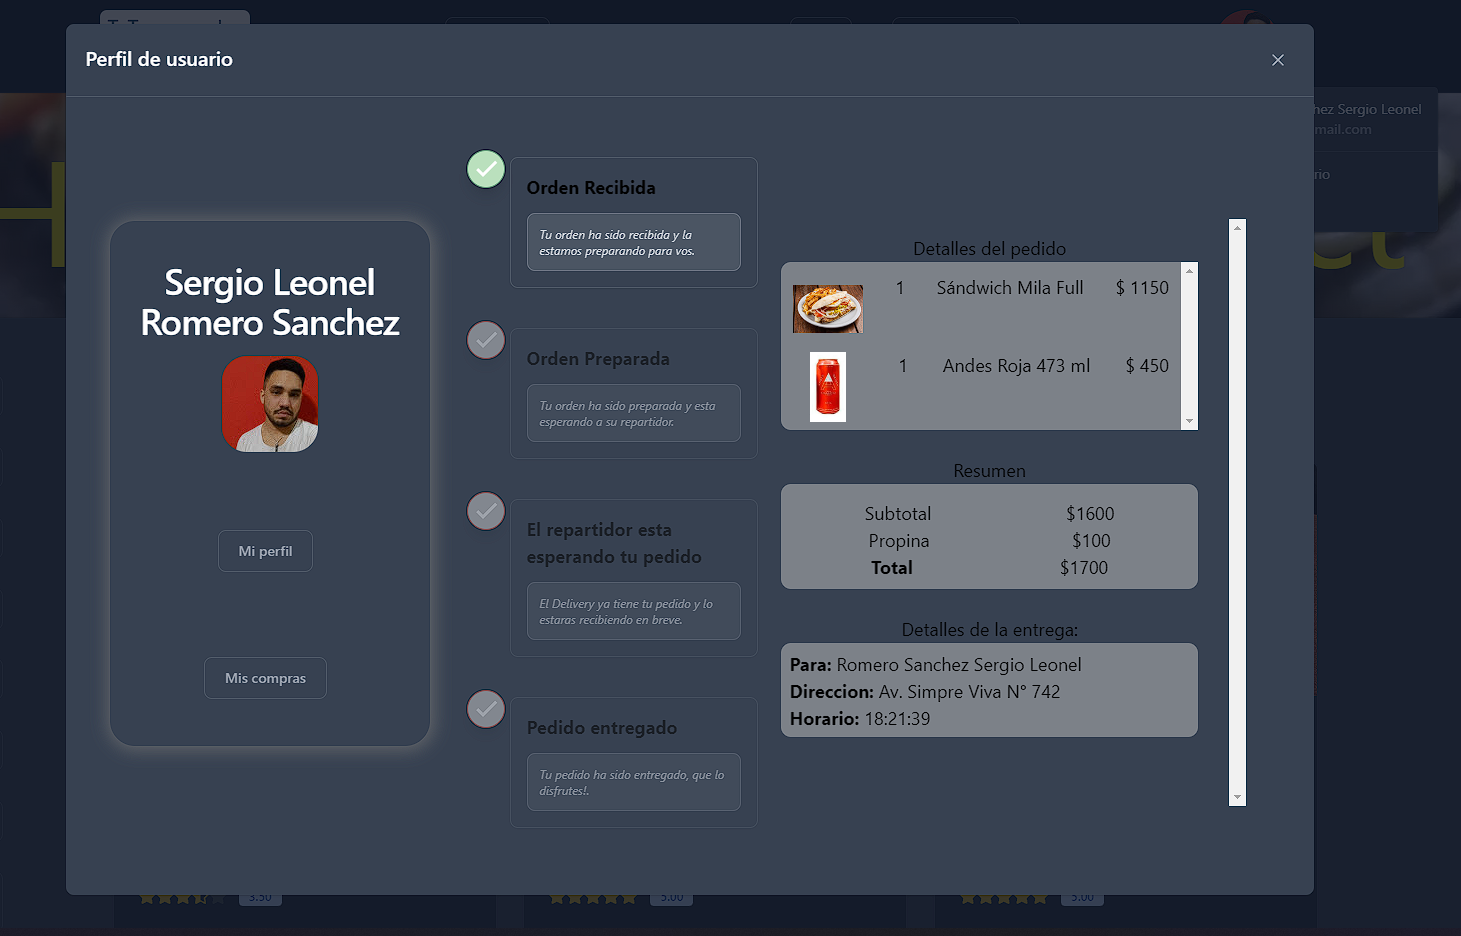 Perfil de usuario
hez Sergio Leonel
mail.com
rio
Sergio Leonel
Romero Sanchez
Mi perfil
Mis compras
Orden Recibida
Tu orden ha sido recibida y la
estamos preparando para vos.
Orden Preparada
Tu orden ha sido preparada y esta
esperando a su repartidor.
El repartidor esta
esperando tu pedido
El Delivery ya tiene tu pedido y lo
estaras recibiendo en breve.
Pedido entregado
Tu pedido ha sido entregado, que lo
disfrutes!.
Detalles del pedido
1 Sándwich Mila Full $ 1150
1 Andes Roja 473 ml $ 450
Resumen
Subtotal $1600
Propina $100
Total $1700
Detalles de la entrega:
Para: Romero Sanchez Sergio Leonel
Direccion: Av. Simpre Viva N° 742
Horario: 18:21:39
3.50 5.00 5.00